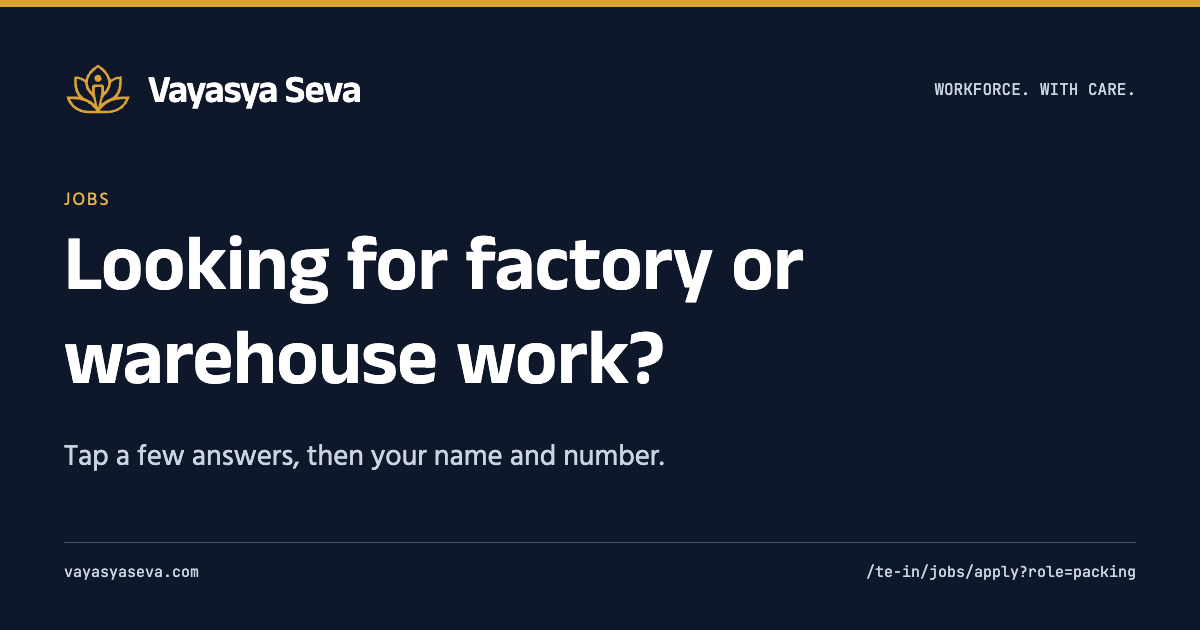 Vayasya Seva
WORKFORCE. WITH CARE.
JOBS
Looking for factory or
warehouse work?
Tap a few answers, then your name and number.
vayasyaseva.com
/te-in/jobs/apply?role=packing